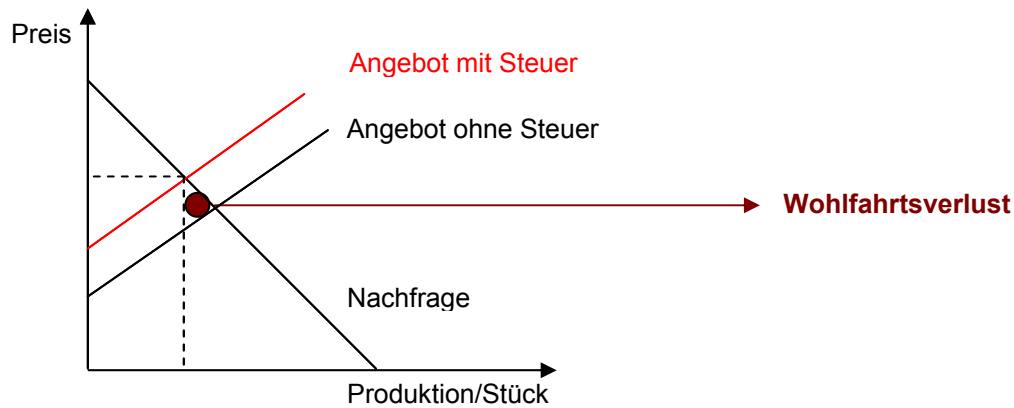 Preis
Angebot mit Steuer
Angebot ohne Steuer
Wohlfahrtsverlust
Nachfrage
Produktion/Stück